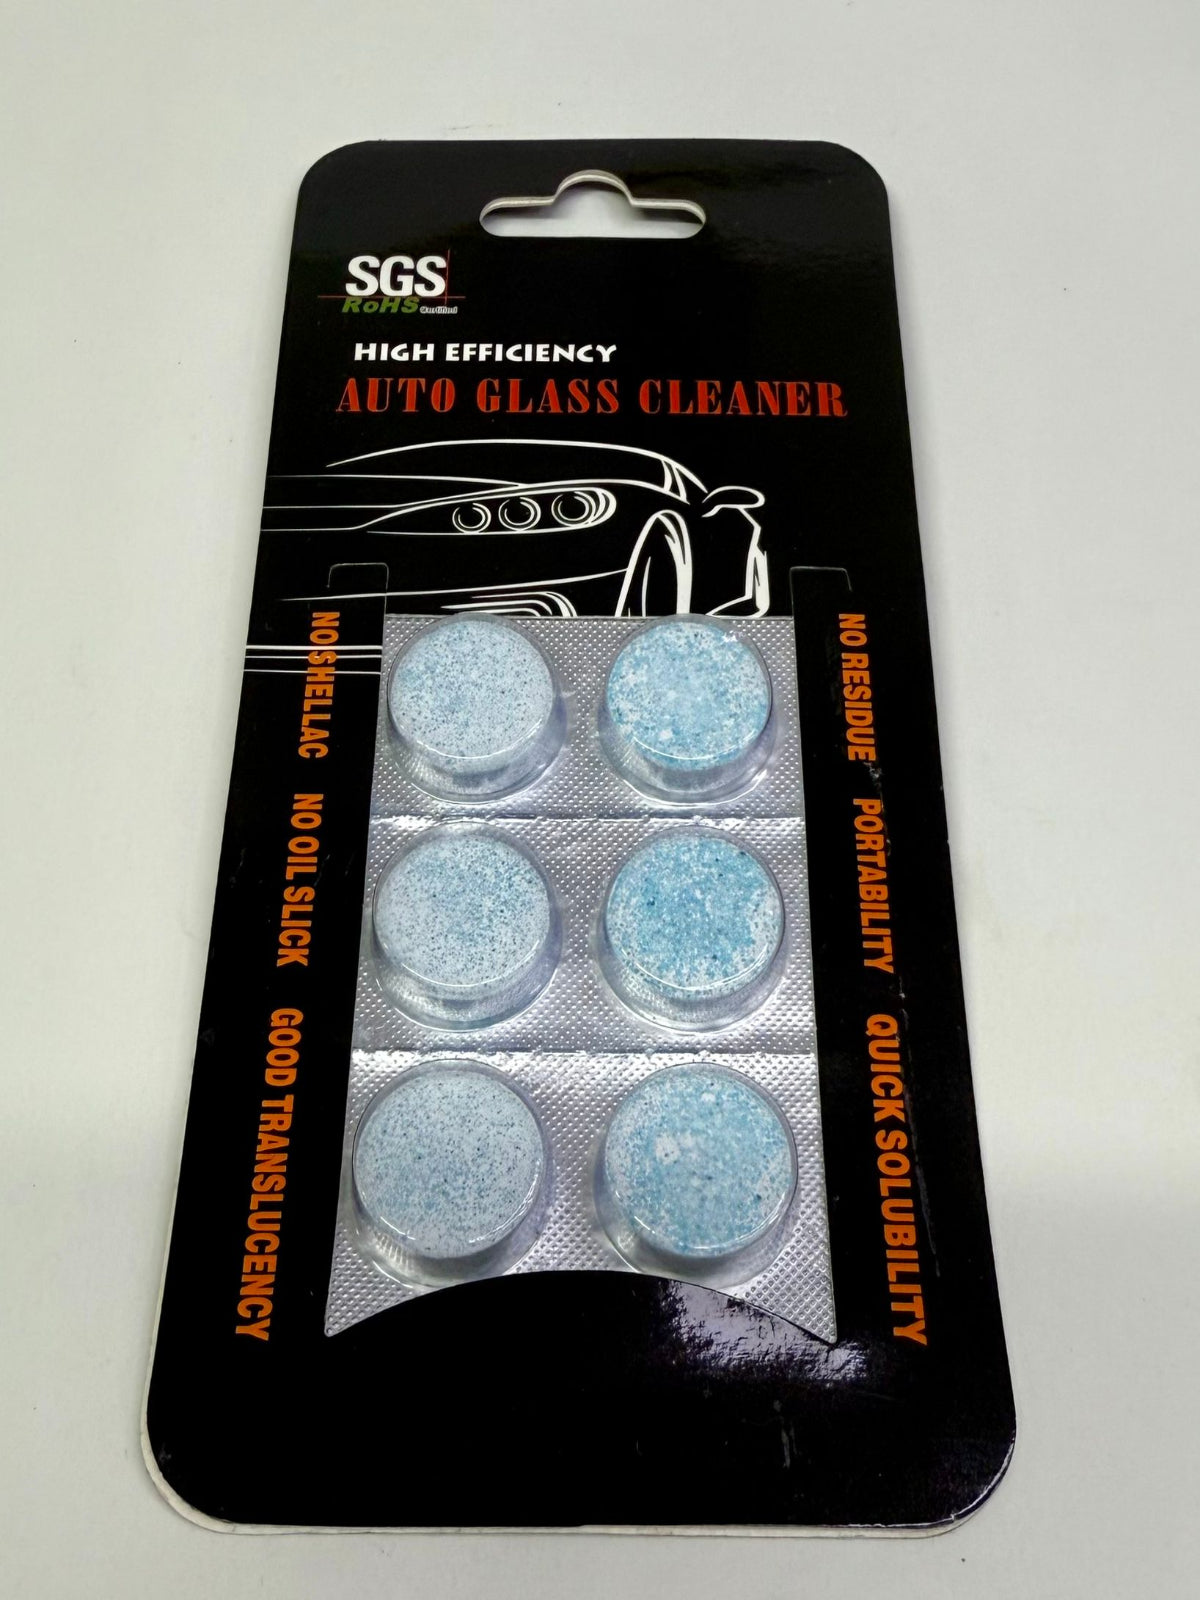 SGS
RoHS Certified
HIGH EFFICIENCY
AUTO GLASS CLEANER
NO SHELLAC NO OIL SLICK GOOD TRANSLUCENCY
NO RESIDUE PORTABILITY QUICK SOLUBILITY